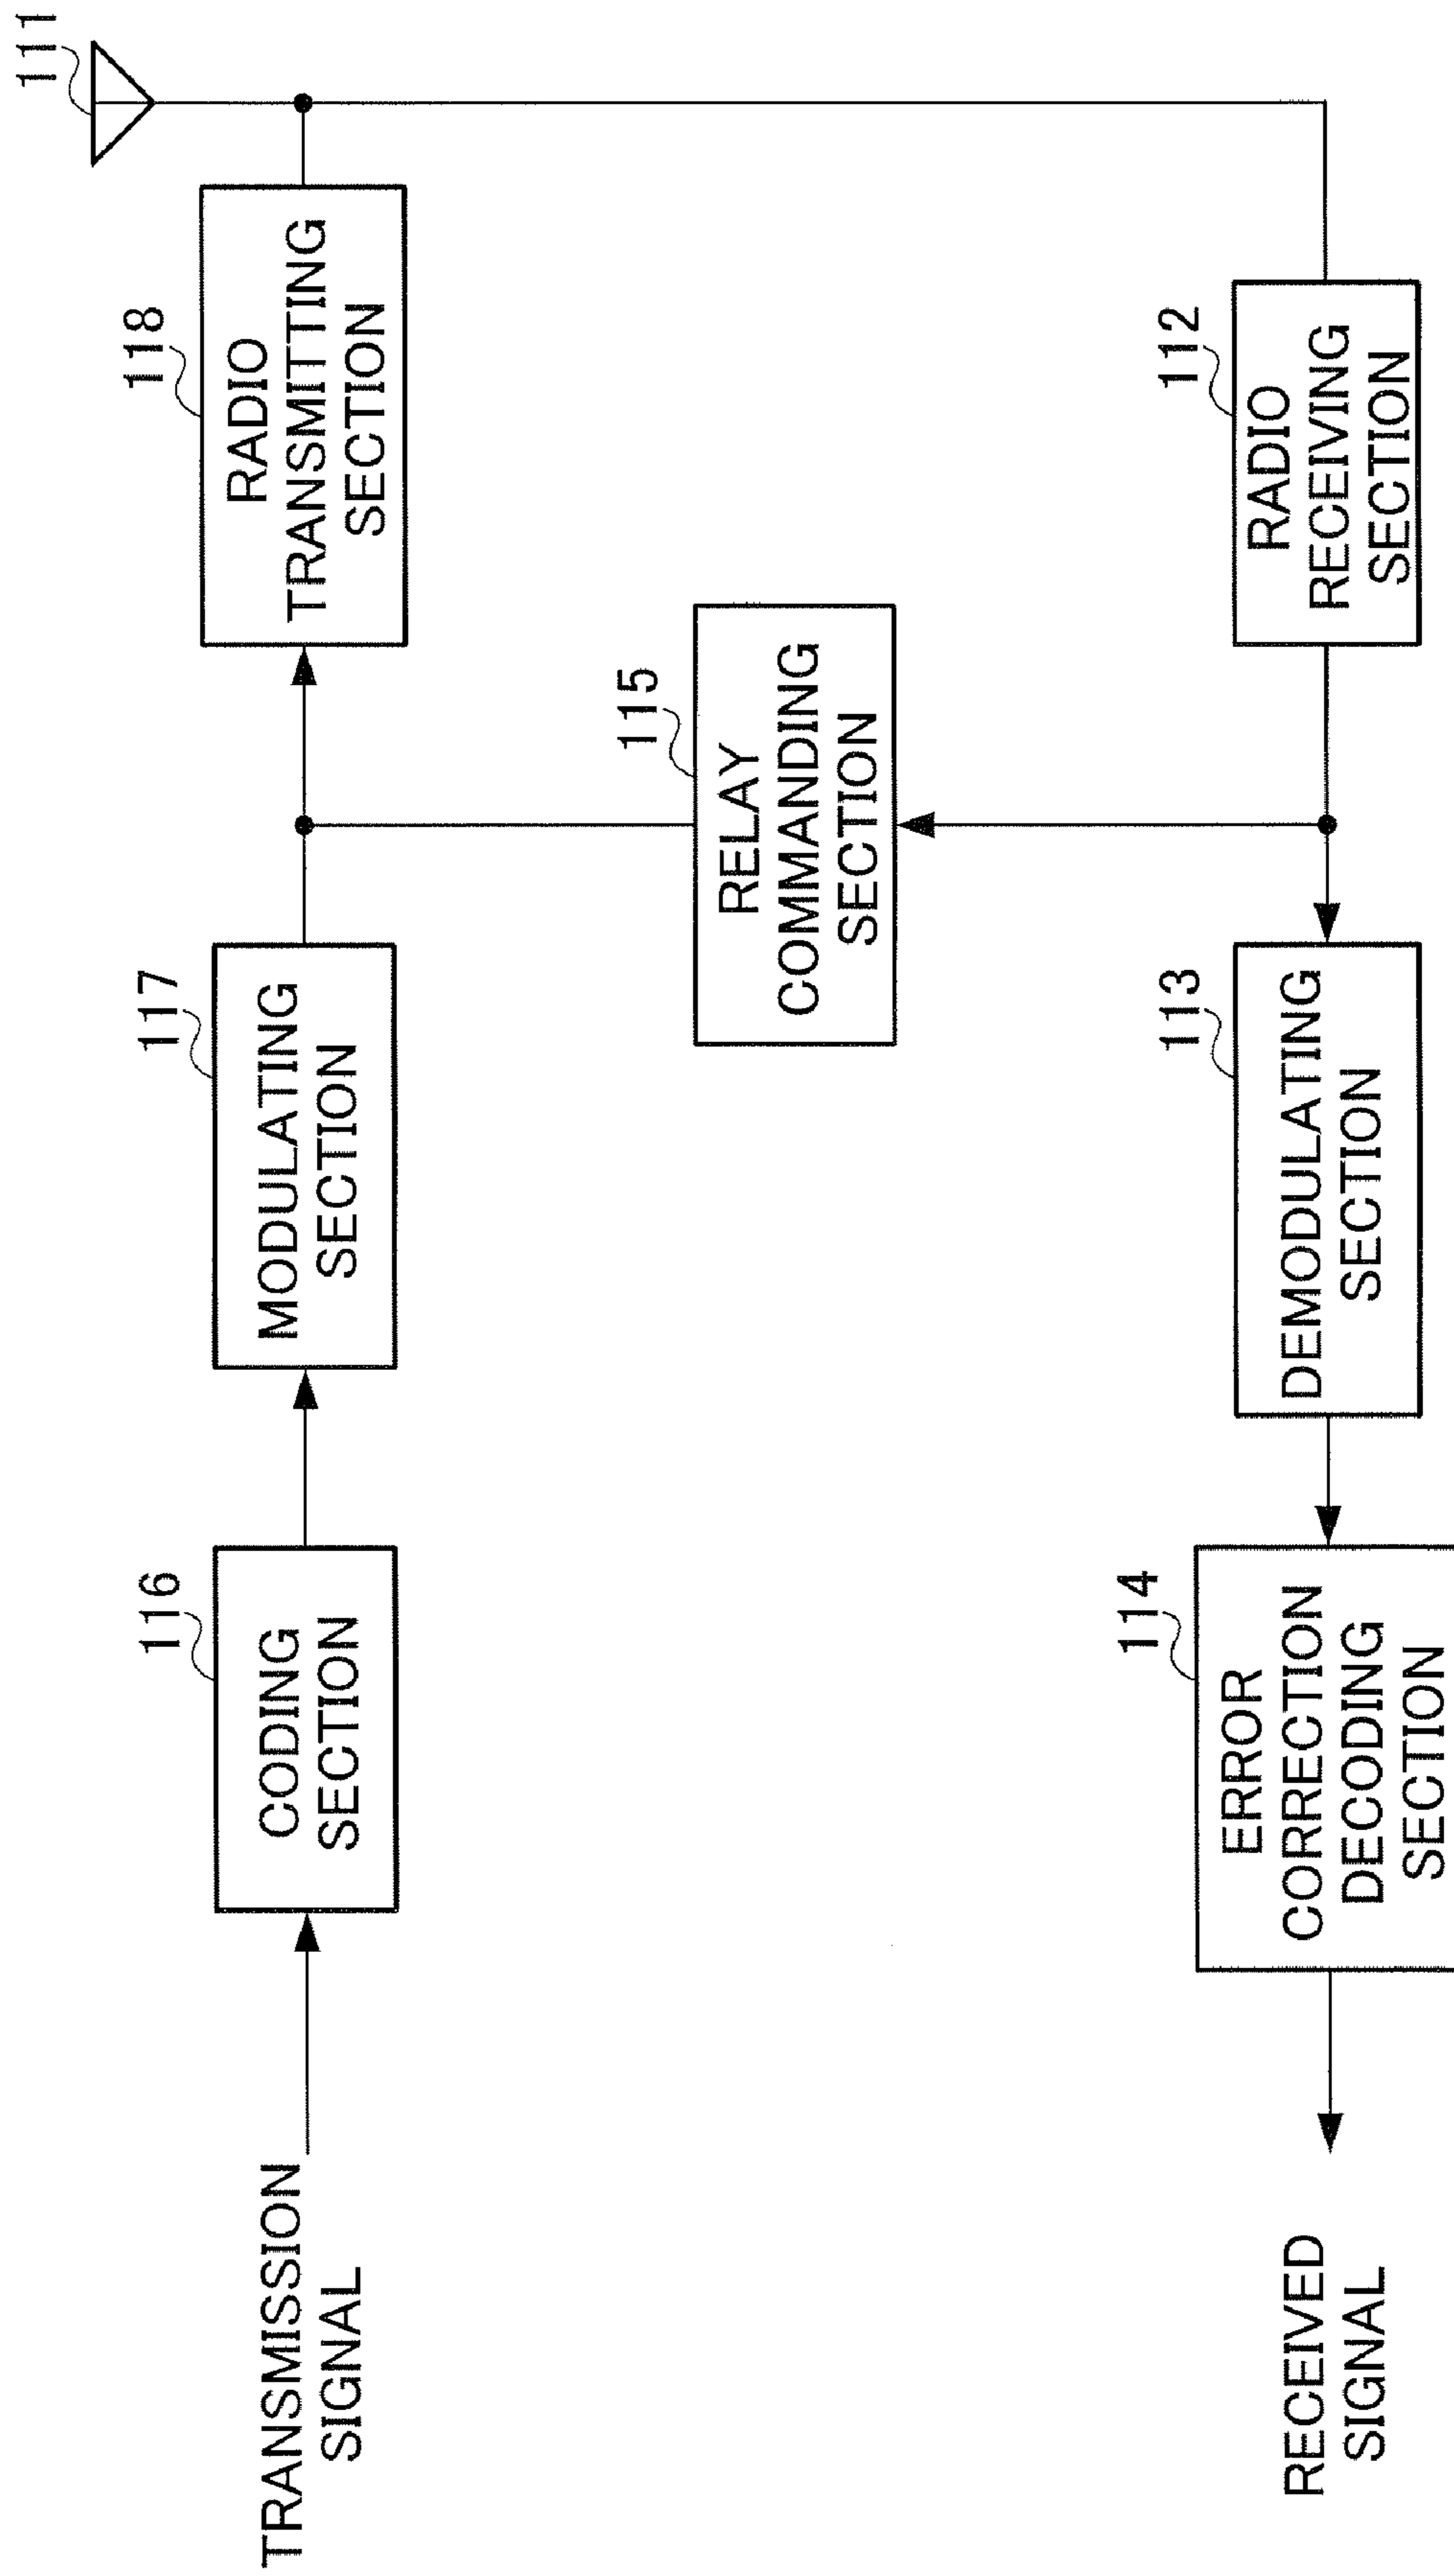 TRANSMISSION
SIGNAL
116
CODING
SECTION
117
MODULATING
SECTION
118
RADIO
TRANSMITTING
SECTION
111
115
RELAY
COMMANDING
SECTION
RECEIVED
SIGNAL
114
ERROR
CORRECTION
DECODING
SECTION
113
DEMODULATING
SECTION
112
RADIO
RECEIVING
SECTION